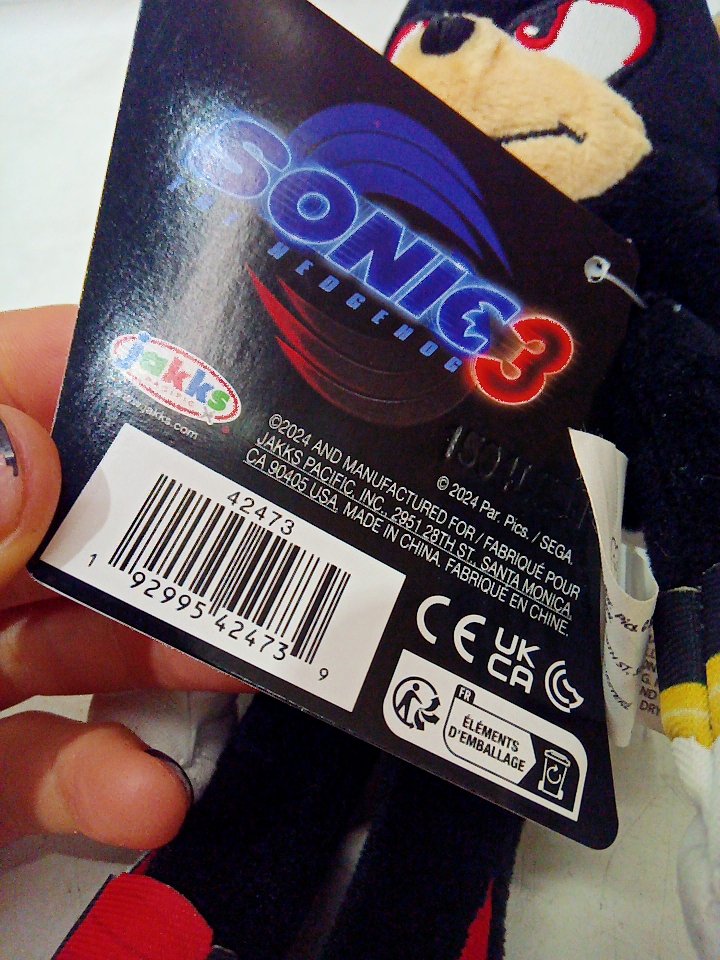 SONIC 3
THE HEDGEHOG
jakks
PACIFIC
jakks.com
© 2024 Par. Pics. / SEGA.
©2024 AND MANUFACTURED FOR / FABRIQUÉ POUR
JAKKS PACIFIC, INC., 2951 28TH ST., SANTA MONICA,
CA 90405 USA. MADE IN CHINA. FABRIQUÉ EN CHINE.
42473
1 92995 42473 9
CE UK
CA
FR
ÉLÉMENTS
D'EMBALLAGE